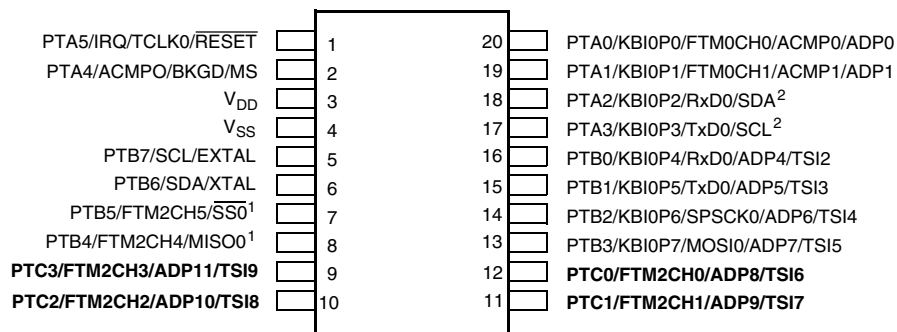 PTA5/IRQ/TCLK0/RESET 1 20 PTA0/KBI0P0/FTM0CH0/ACMP0/ADP0
PTA4/ACMPO/BKGD/MS 2 19 PTA1/KBI0P1/FTM0CH1/ACMP1/ADP1
VDD 3 18 PTA2/KBI0P2/RxD0/SDA2
VSS 4 17 PTA3/KBI0P3/TxD0/SCL2
PTB7/SCL/EXTAL 5 16 PTB0/KBI0P4/RxD0/ADP4/TSI2
PTB6/SDA/XTAL 6 15 PTB1/KBI0P5/TxD0/ADP5/TSI3
PTB5/FTM2CH5/SS01 7 14 PTB2/KBI0P6/SPSCK0/ADP6/TSI4
PTB4/FTM2CH4/MISO01 8 13 PTB3/KBI0P7/MOSI0/ADP7/TSI5
PTC3/FTM2CH3/ADP11/TSI9 9 12 PTC0/FTM2CH0/ADP8/TSI6
PTC2/FTM2CH2/ADP10/TSI8 10 11 PTC1/FTM2CH1/ADP9/TSI7